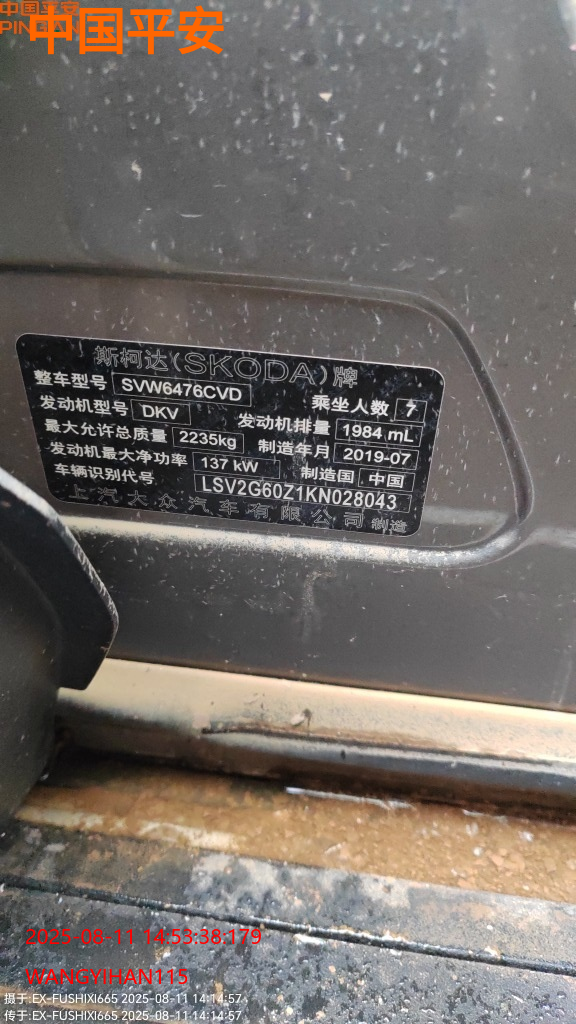 中国平安
PINGAN
中国平安
斯柯达(SKODA)牌
整车型号 SVW6476CVD 乘坐人数 7
发动机型号 DKV 发动机排量 1984 mL
最大允许总质量 2235kg 制造年月 2019-07
发动机最大净功率 137 kW 制造国 中国
车辆识别代号 LSV2G60Z1KN028043
上汽大众汽车有限公司 制造
2025-08-11 14:53:38:179
WANGYIHAN115
摄于:EX-FUSHIXI665 2025-08-11 14:14:57
传于:EX-FUSHIXI665 2025-08-11 14:14:57